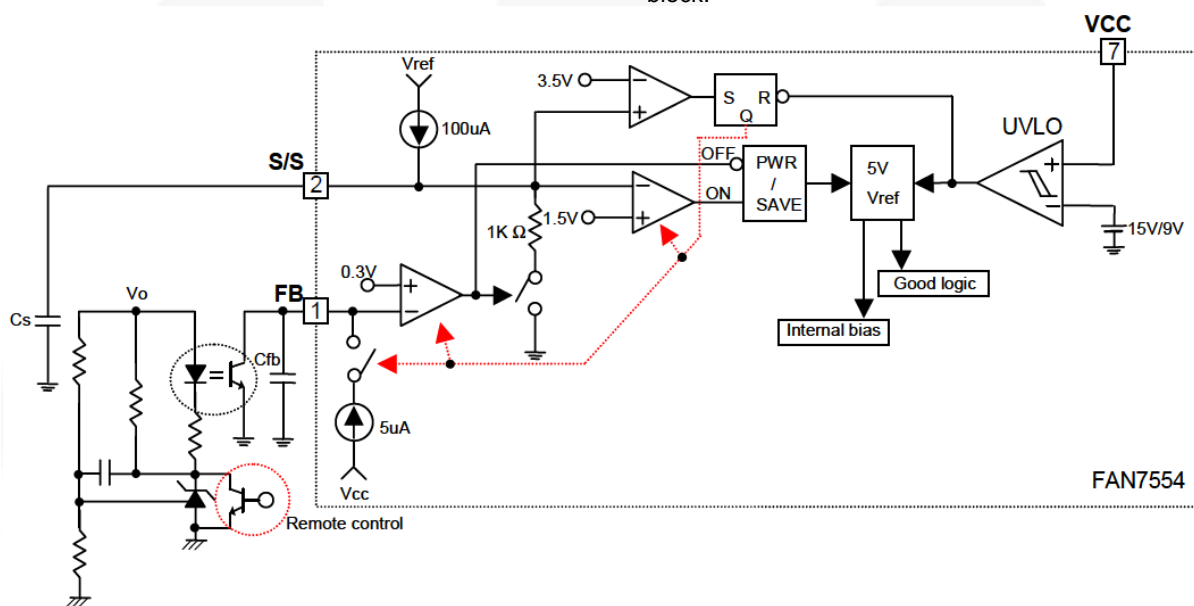 block.
VCC
7
Vref
3.5V
S R
Q
100uA
UVLO
S/S
2
OFF
PWR
/
SAVE
5V
Vref
ON
1.5V
1K Ω
15V/9V
0.3V
Good logic
FB
1
Vo
Internal bias
Cs
Cfb
5uA
Vcc
FAN7554
Remote control